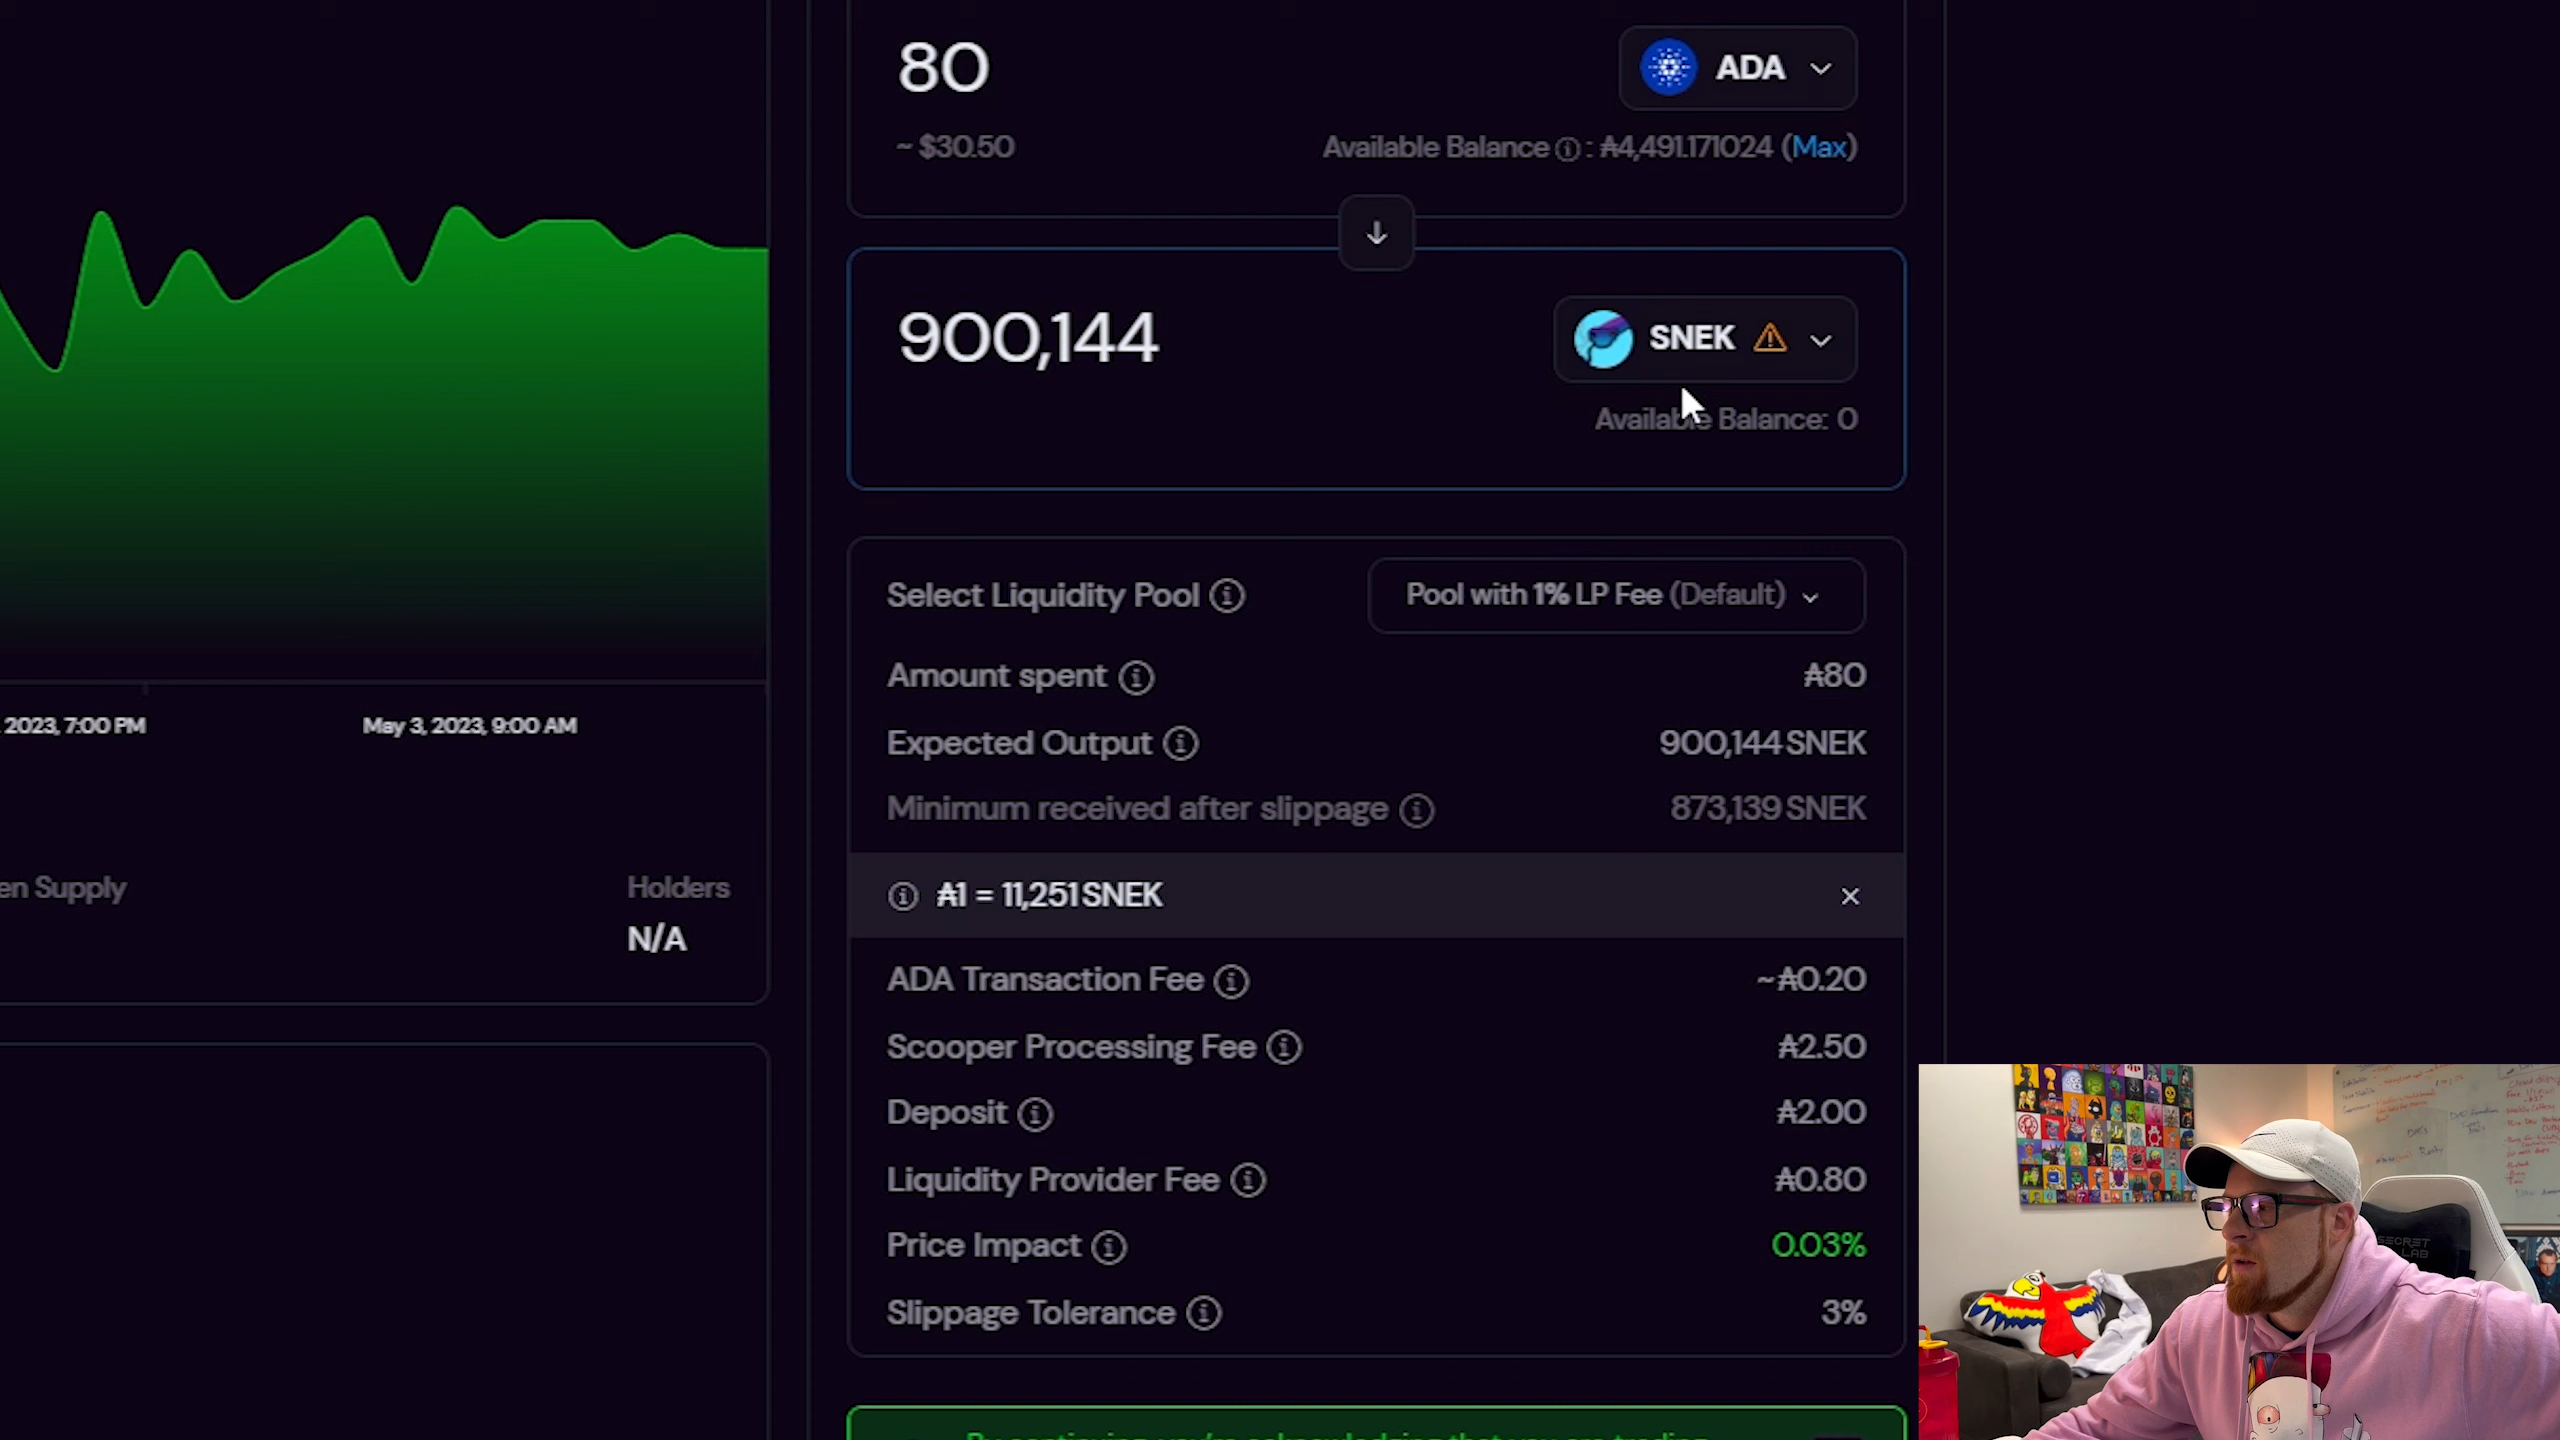 80
ADA
~ $30.50
Available Balance : ₳4,491.171024 (Max)
900,144
SNEK
Available Balance: 0
Select Liquidity Pool
Pool with 1% LP Fee (Default)
Amount spent
₳80
Expected Output
900,144 SNEK
Minimum received after slippage
873,139 SNEK
₳1 = 11,251 SNEK
ADA Transaction Fee
~₳0.20
Scooper Processing Fee
₳2.50
Deposit
₳2.00
Liquidity Provider Fee
₳0.80
Price Impact
0.03%
Slippage Tolerance
3%
2023, 7:00 PM
May 3, 2023, 9:00 AM
en Supply
Holders
N/A
SECRET
LAB